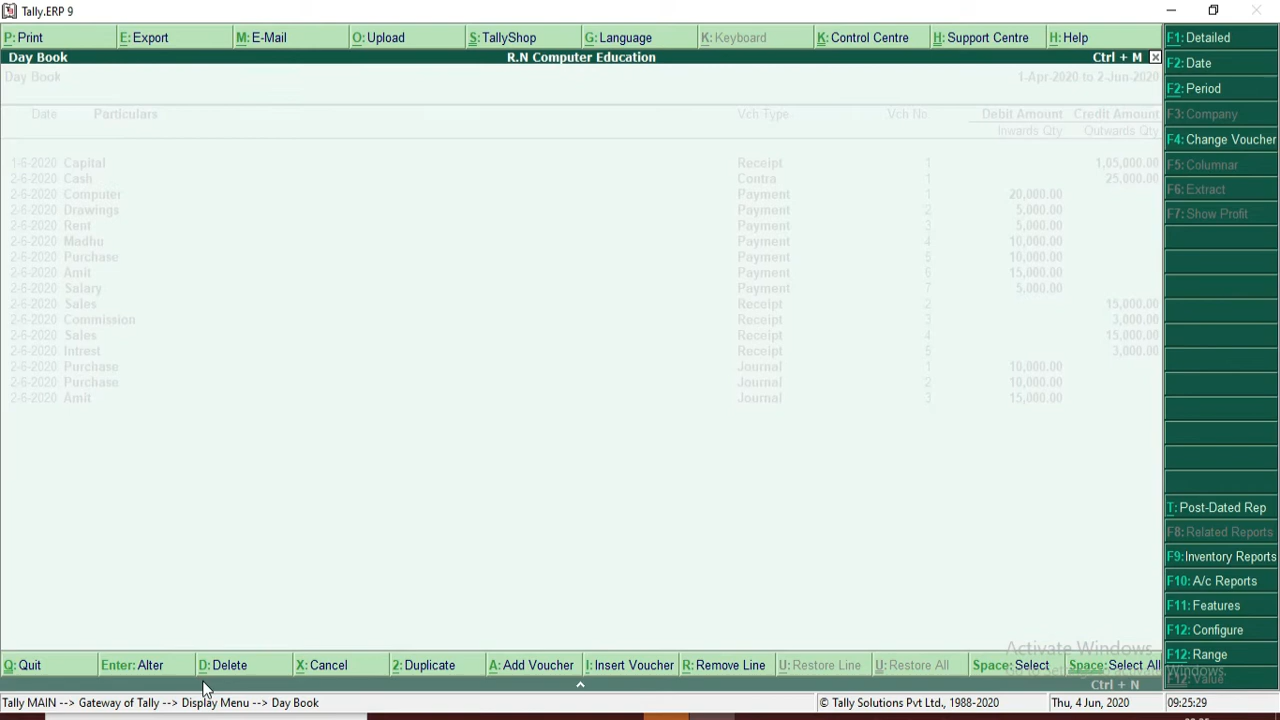 Tally.ERP 9
P: Print E: Export M: E-Mail O: Upload S: TallyShop G: Language K: Keyboard K: Control Centre H: Support Centre H: Help
Day Book R.N Computer Education Ctrl + M
Day Book 1-Apr-2020 to 2-Jun-2020
Date Particulars Vch Type Vch No Debit Amount Credit Amount
Inwards Qty Outwards Qty
1-6-2020 Capital Receipt 1 1,05,000.00
2-6-2020 Cash Contra 1 25,000.00
2-6-2020 Computer Payment 1 20,000.00
2-6-2020 Drawings Payment 2 5,000.00
2-6-2020 Rent Payment 3 5,000.00
2-6-2020 Madhu Payment 4 10,000.00
2-6-2020 Purchase Payment 5 10,000.00
2-6-2020 Amit Payment 6 15,000.00
2-6-2020 Salary Payment 7 5,000.00
2-6-2020 Sales Receipt 2 15,000.00
2-6-2020 Commission Receipt 3 3,000.00
2-6-2020 Sales Receipt 4 15,000.00
2-6-2020 Intrest Receipt 5 3,000.00
2-6-2020 Purchase Journal 1 10,000.00
2-6-2020 Purchase Journal 2 10,000.00
2-6-2020 Amit Journal 3 15,000.00
F1: Detailed
F2: Date
F2: Period
F3: Company
F4: Change Voucher
F5: Columnar
F6: Extract
F7: Show Profit
T: Post-Dated Rep
F8: Related Reports
F9: Inventory Reports
F10: A/c Reports
F11: Features
F12: Configure
F12: Range
F12: Value
Activate Windows
Q: Quit Enter: Alter D: Delete X: Cancel 2: Duplicate A: Add Voucher I: Insert Voucher R: Remove Line U: Restore Line U: Restore All Space: Select Space: Select All
Ctrl + N
Tally MAIN --> Gateway of Tally --> Display Menu --> Day Book © Tally Solutions Pvt Ltd., 1988-2020 Thu, 4 Jun, 2020 09:25:29